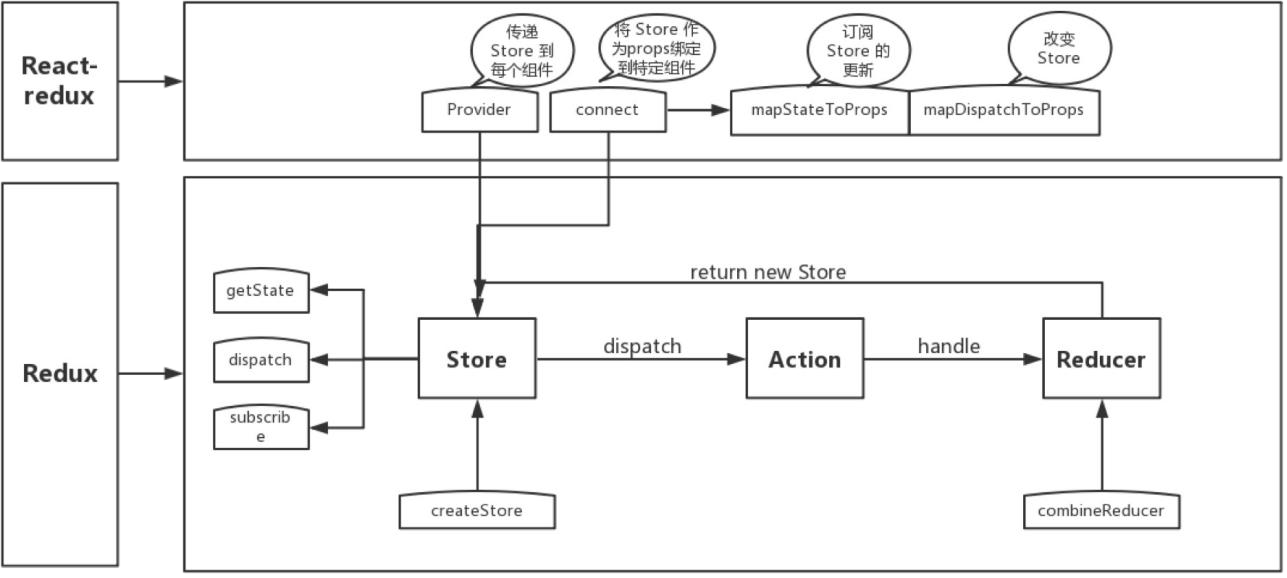 React-
redux
传递
Store 到
每个组件
将 Store 作
为props绑定
到特定组件
订阅
Store 的
更新
改变
Store
Provider
connect
mapStateToProps
mapDispatchToProps
Redux
return new Store
getState
dispatch
subscrib
e
Store
dispatch
Action
handle
Reducer
createStore
combineReducer